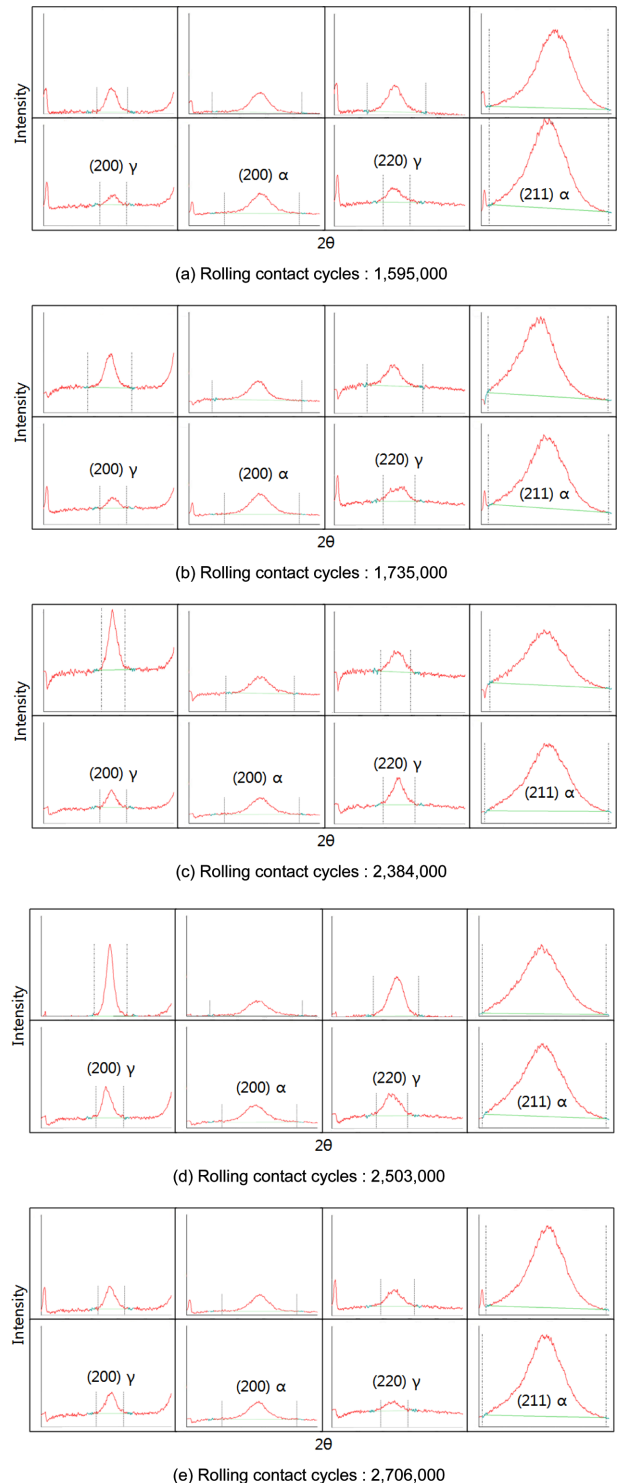 Intensity
(200) γ
(200) α
(220) γ
(211) α
2θ
(a) Rolling contact cycles : 1,595,000
Intensity
(200) γ
(200) α
(220) γ
(211) α
2θ
(b) Rolling contact cycles : 1,735,000
Intensity
(200) γ
(200) α
(220) γ
(211) α
2θ
(c) Rolling contact cycles : 2,384,000
Intensity
(200) γ
(200) α
(220) γ
(211) α
2θ
(d) Rolling contact cycles : 2,503,000
Intensity
(200) γ
(200) α
(220) γ
(211) α
2θ
(e) Rolling contact cycles : 2,706,000